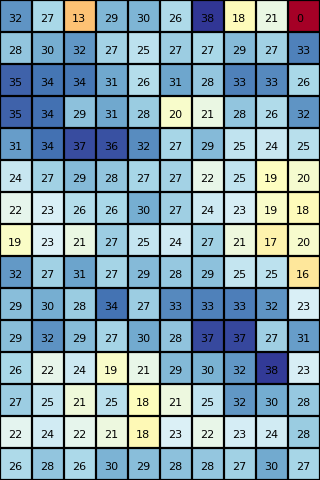 32 27 13 29 30 26 38 18 21 0
28 30 32 27 25 27 27 29 27 33
35 34 34 31 26 31 28 33 33 26
35 34 29 31 28 20 21 28 26 32
31 34 37 36 32 27 29 25 24 25
24 27 29 28 27 27 22 25 19 20
22 23 26 26 30 27 24 23 19 18
19 23 21 27 25 24 27 21 17 20
32 27 31 27 29 28 29 25 25 16
29 30 28 34 27 33 33 33 32 23
29 32 29 27 30 28 37 37 27 31
26 22 24 19 21 29 30 32 38 23
27 25 21 25 18 21 25 32 30 28
22 24 22 21 18 23 22 23 24 28
26 28 26 30 29 28 28 27 30 27